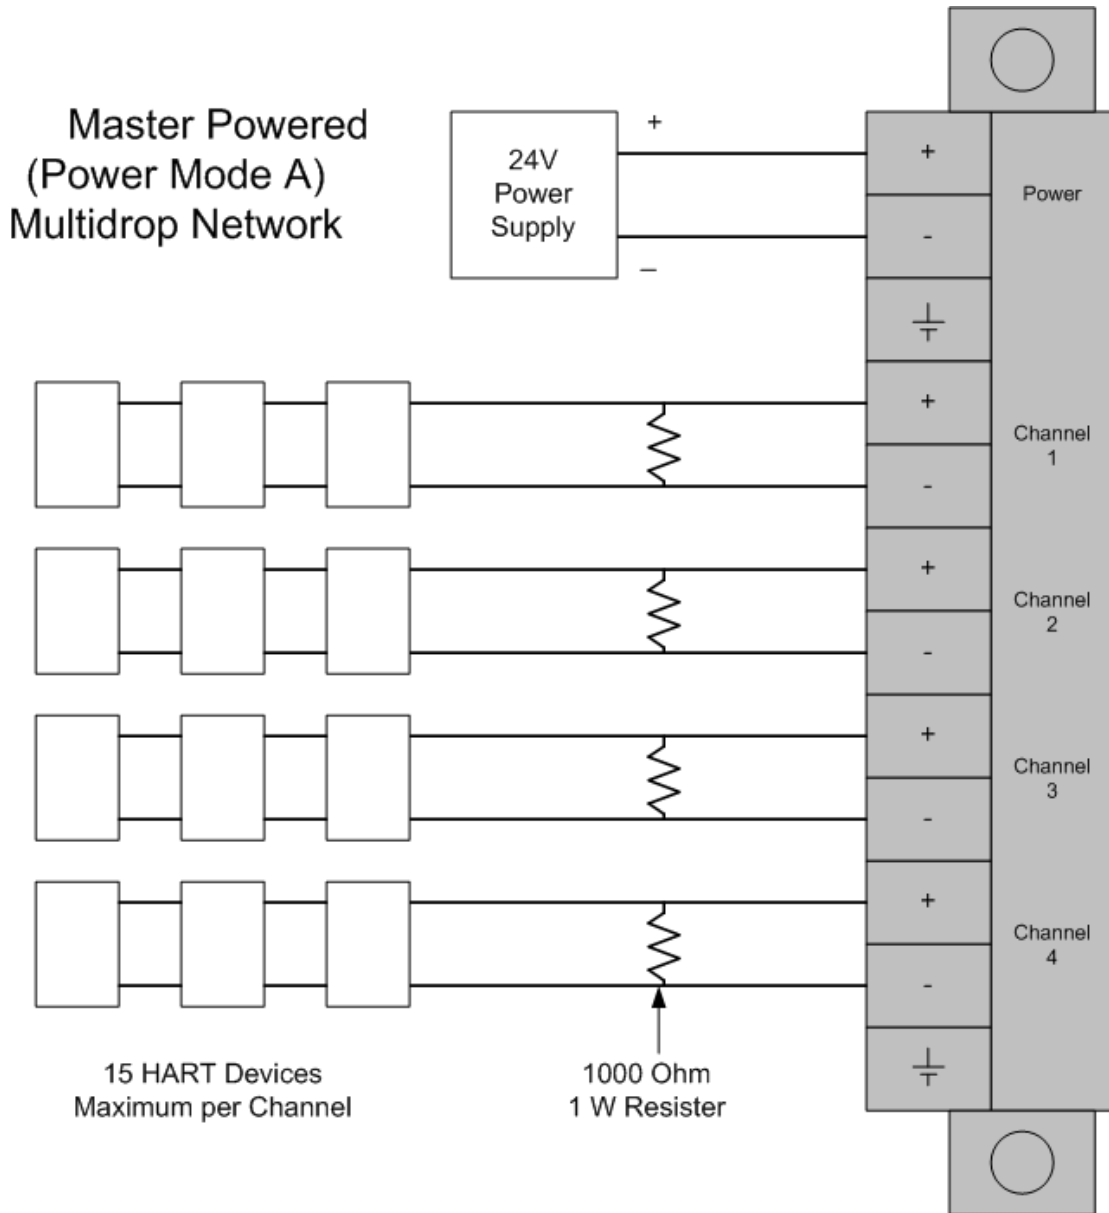 Master Powered
(Power Mode A)
Multidrop Network
24V
Power
Supply
+
–
+
-
Power
+
-
Channel
1
+
-
Channel
2
+
-
Channel
3
+
-
Channel
4
15 HART Devices
Maximum per Channel
1000 Ohm
1 W Resister